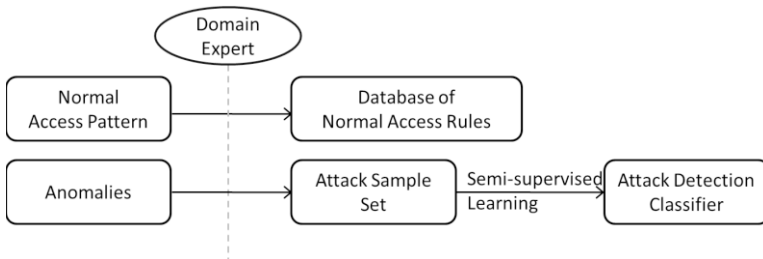 Domain
Expert
Normal
Access Pattern
Database of
Normal Access Rules
Anomalies
Attack Sample
Set
Semi-supervised
Learning
Attack Detection
Classifier